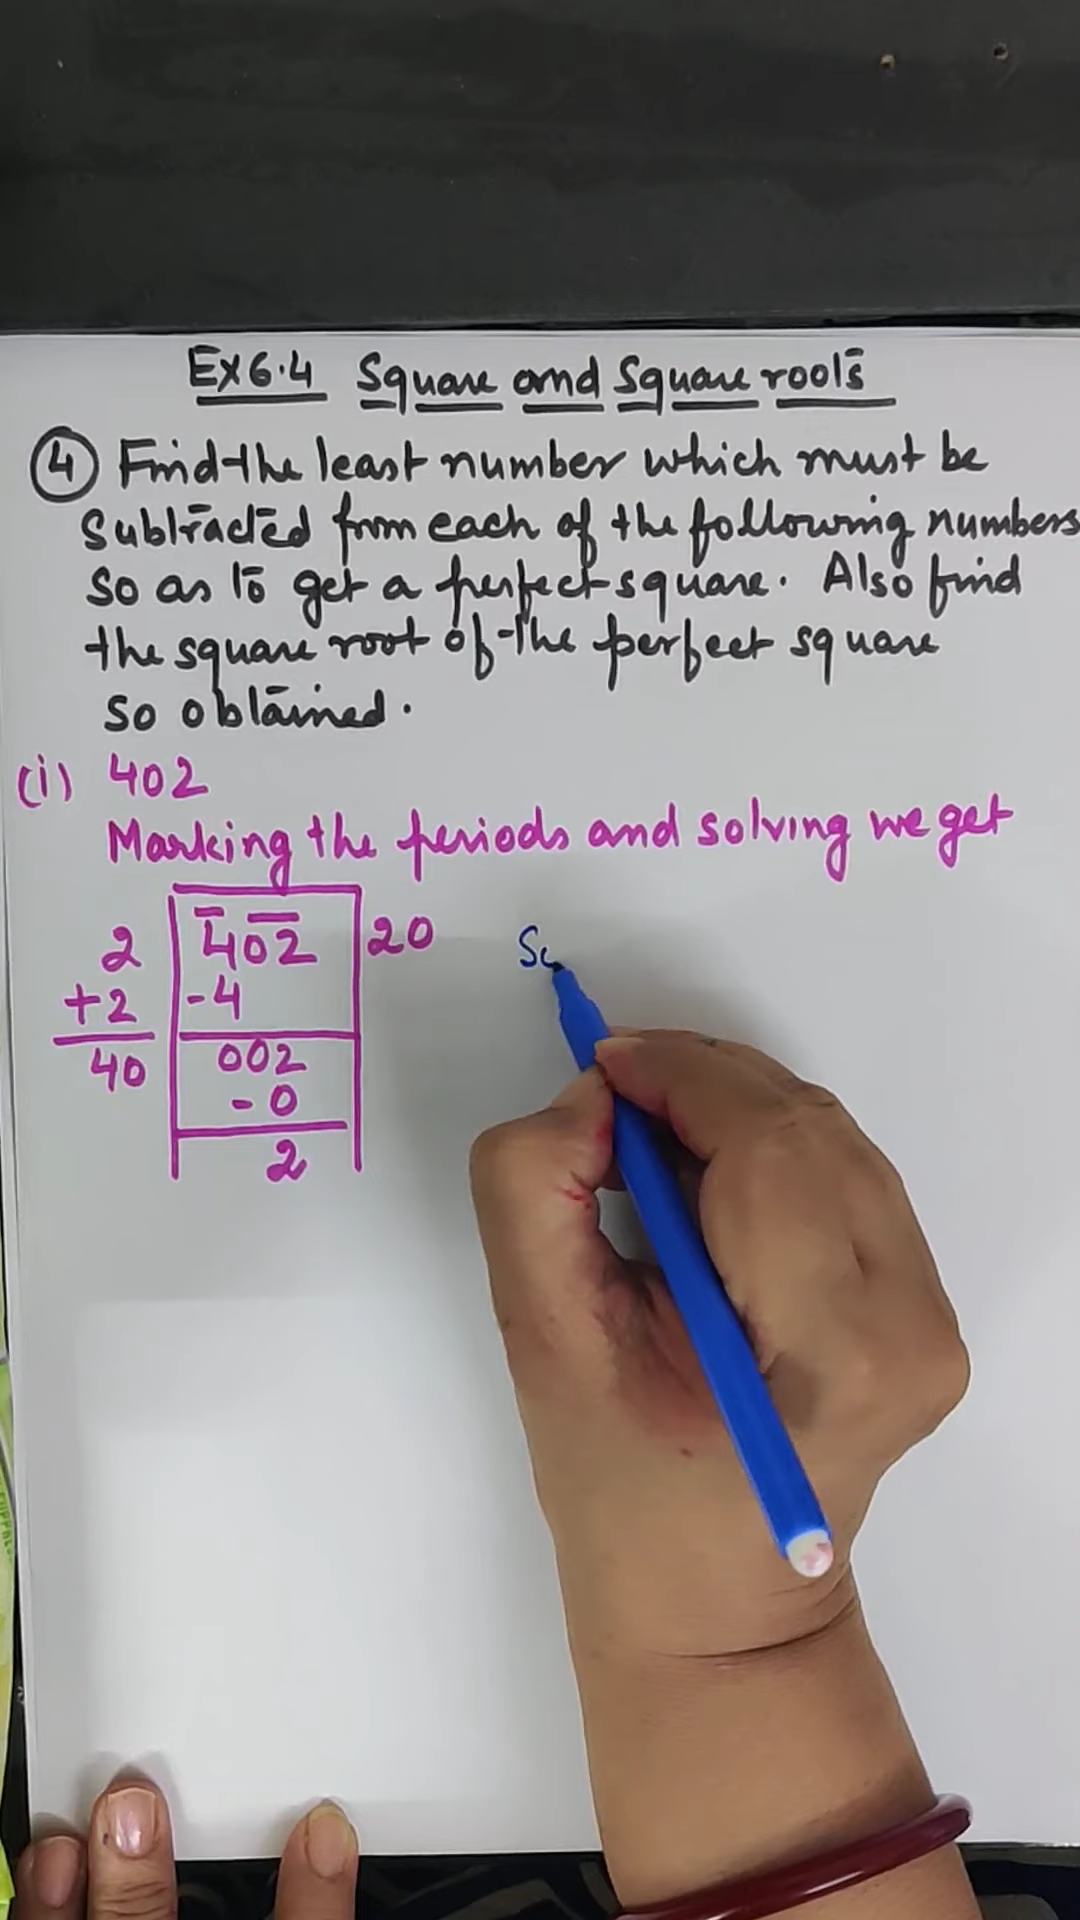 Ex 6.4 Square and Square roots
4 Find the least number which must be
Subtracted from each of the following numbers
so as to get a perfect square. Also find
the square root of the perfect square
so obtained.
(i) 402
Marking the periods and solving we get
2 402 20
+2 -4
40 002
- 0
2